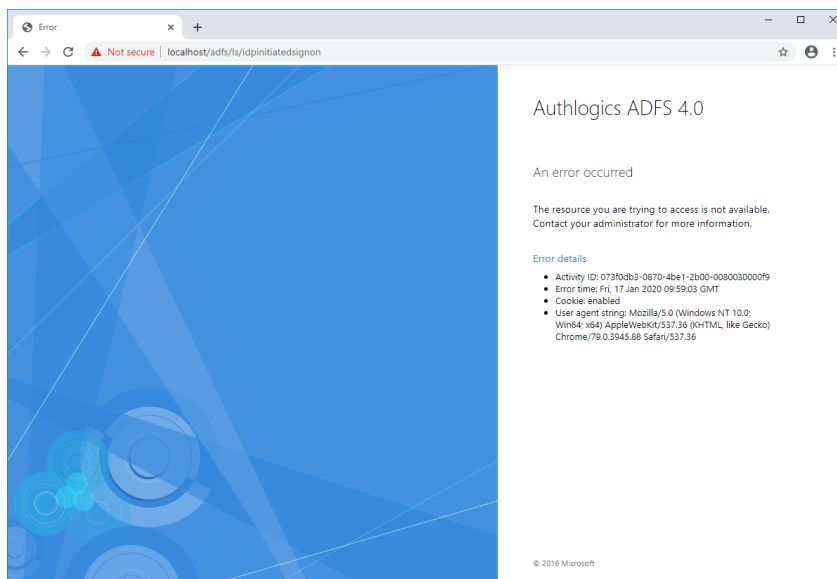 Error
Not secure
localhost/adfs/ls/idpinitiatedsignon
Authlogics ADFS 4.0
An error occurred
The resource you are trying to access is not available.
Contact your administrator for more information.
Error details
Activity ID: 073f0db3-0870-4be1-2b00-0080030000f9
Error time: Fri, 17 Jan 2020 09:59:03 GMT
Cookie: enabled
User agent string: Mozilla/5.0 (Windows NT 10.0;
Win64; x64) AppleWebKit/537.36 (KHTML, like Gecko)
Chrome/79.0.3945.88 Safari/537.36
© 2016 Microsoft